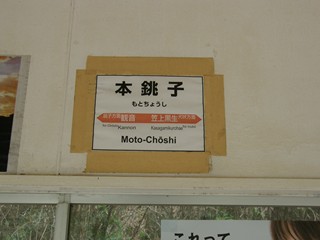 本銚子
もとちょうし
観音 笠上黒生
Kannon Kasagamikurohae
Moto-Chōshi
これって